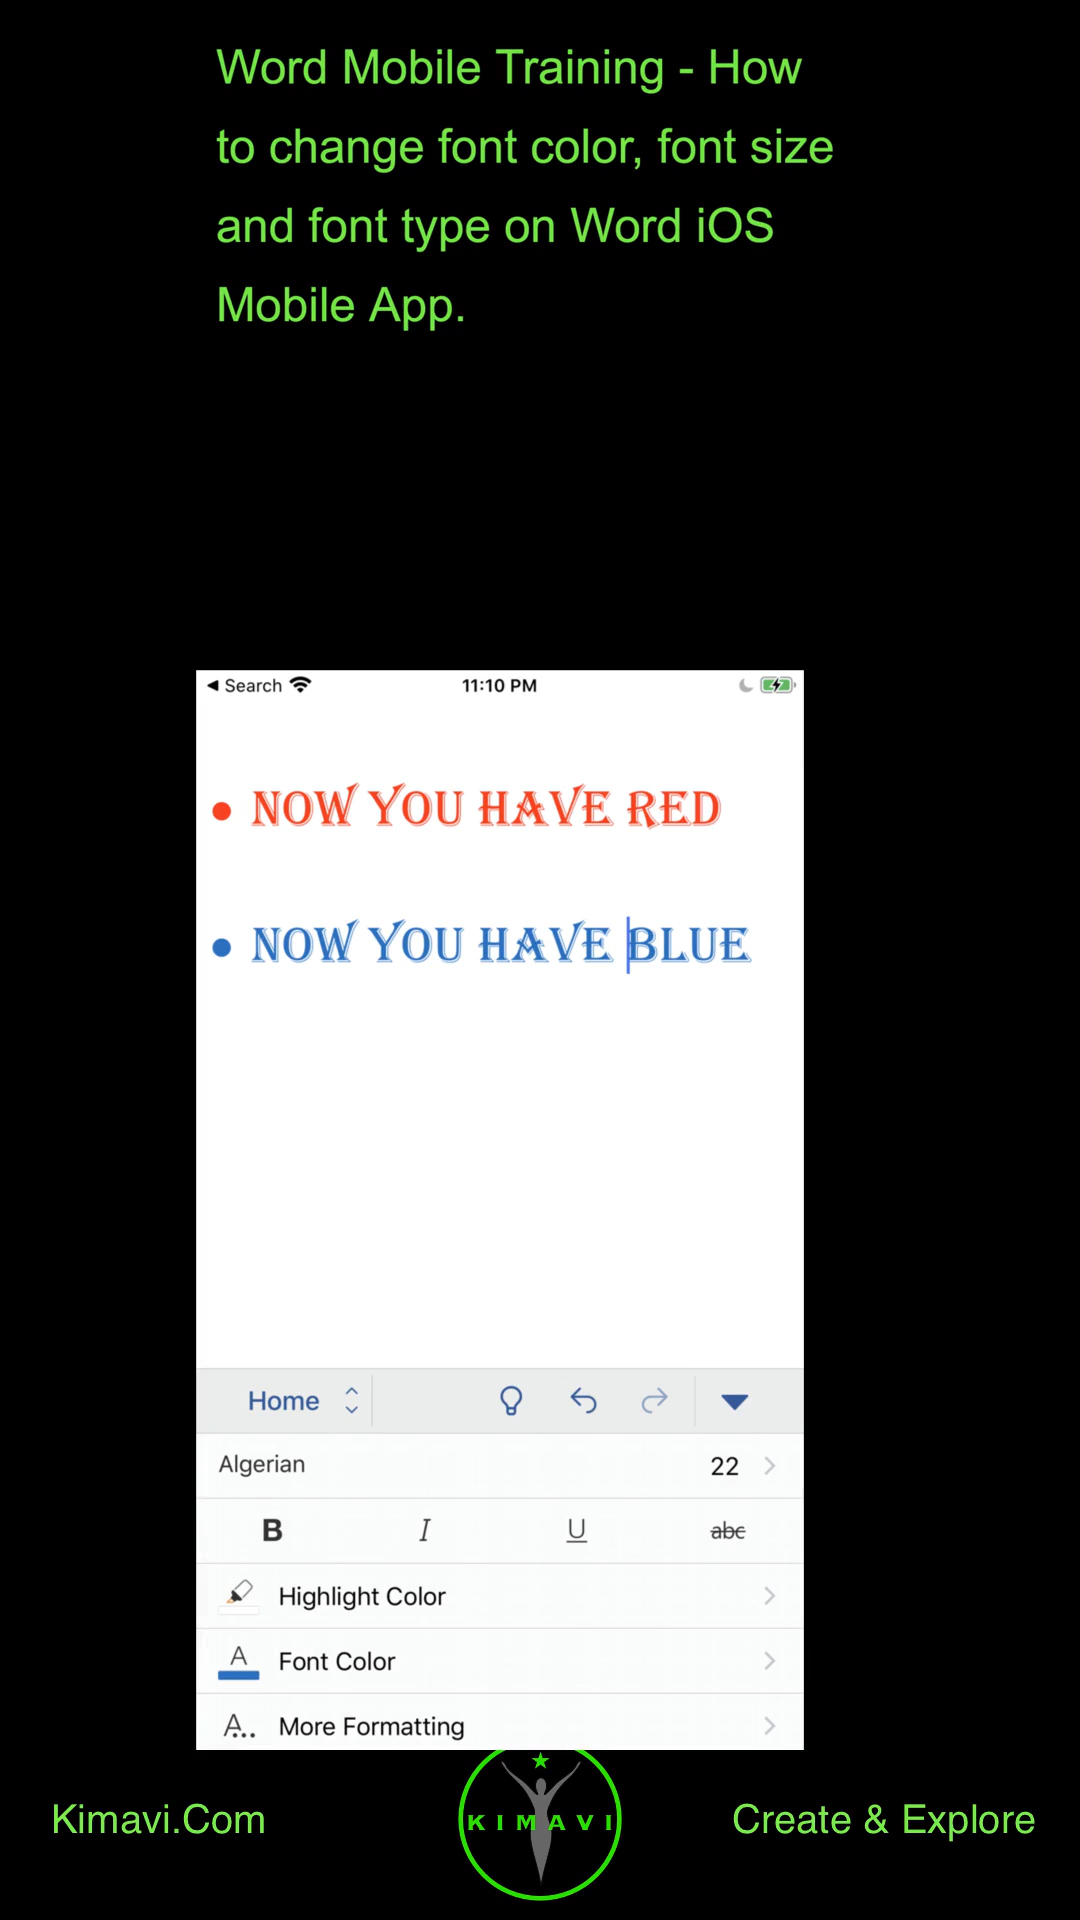 Word Mobile Training - How
to change font color, font size
and font type on Word iOS
Mobile App.
Search 11:10 PM
• NOW YOU HAVE RED
• NOW YOU HAVE BLUE
Home
Algerian 22
B I U abc
Highlight Color
A Font Color
A.. More Formatting
Kimavi.Com KIMAVI Create & Explore